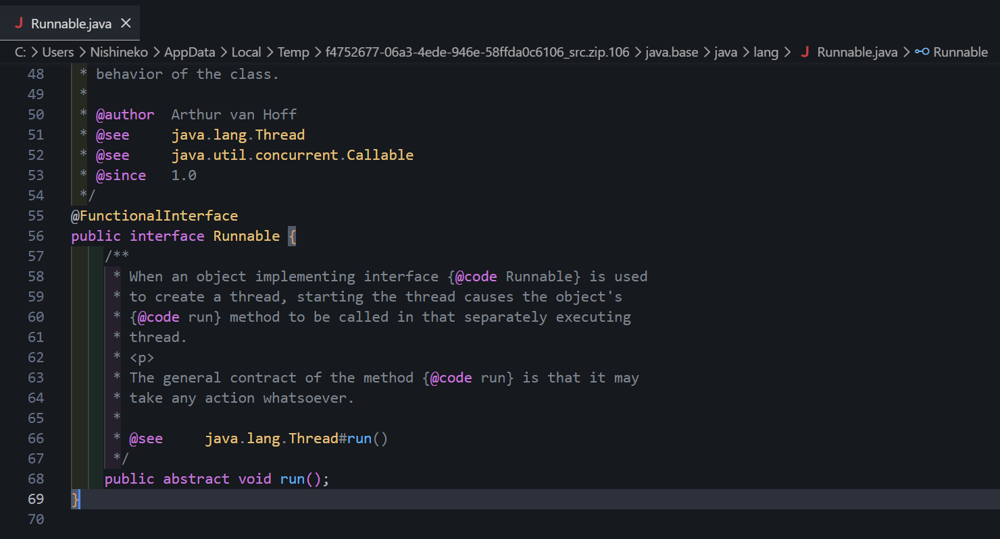 J Runnable.java ×
C: > Users > Nishineko > AppData > Local > Temp > f4752677-06a3-4ede-946e-58ffda0c6106_src.zip.106 > java.base > java > lang > J Runnable.java > Runnable
48 * behavior of the class.
49 *
50 * @author  Arthur van Hoff
51 * @see     java.lang.Thread
52 * @see     java.util.concurrent.Callable
53 * @since   1.0
54 */
55 @FunctionalInterface
56 public interface Runnable {
57     /**
58      * When an object implementing interface {@code Runnable} is used
59      * to create a thread, starting the thread causes the object's
60      * {@code run} method to be called in that separately executing
61      * thread.
62      * <p>
63      * The general contract of the method {@code run} is that it may
64      * take any action whatsoever.
65      *
66      * @see     java.lang.Thread#run()
67      */
68     public abstract void run();
69 }
70